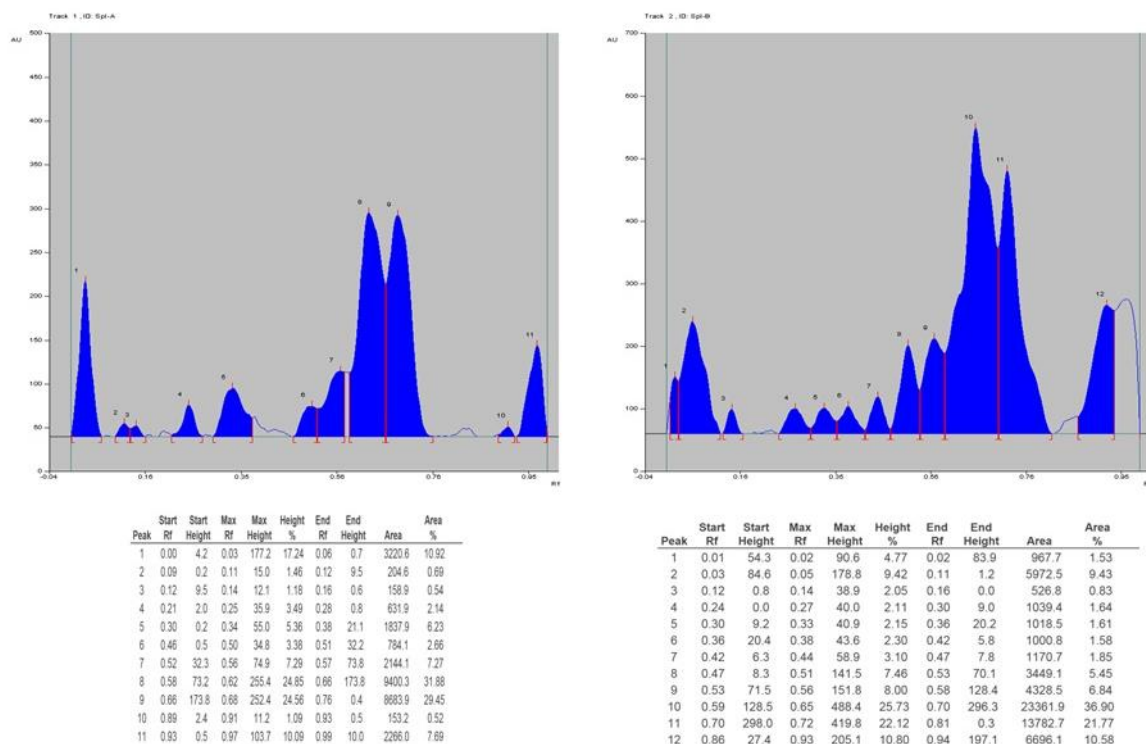 Track 1 , ID: Spl-A
500
AU
450
400
350
300
250
200
150
100
50
0
-0.04 0.16 0.35 0.56 0.76 0.95
Rf
1 2 3 4 5 6 7 8 9 10 11
Start Start Max Max Height End End Area
Peak Rf Height Rf Height % Rf Height Area %
1 0.00 4.2 0.03 177.2 17.24 0.06 0.7 3220.6 10.92
2 0.09 0.2 0.11 15.0 1.46 0.12 9.5 204.6 0.69
3 0.12 9.5 0.14 12.1 1.18 0.16 0.6 158.9 0.54
4 0.21 2.0 0.25 35.9 3.49 0.28 0.8 631.9 2.14
5 0.30 0.2 0.34 55.0 5.36 0.38 21.1 1837.9 6.23
6 0.46 0.5 0.50 34.8 3.38 0.51 32.2 784.1 2.66
7 0.52 32.3 0.56 74.9 7.29 0.57 73.8 2144.1 7.27
8 0.58 73.2 0.62 255.4 24.85 0.66 173.8 9400.3 31.88
9 0.66 173.8 0.68 252.4 24.56 0.76 0.4 8683.9 29.45
10 0.89 2.4 0.91 11.2 1.09 0.93 0.5 153.2 0.52
11 0.93 0.5 0.97 103.7 10.09 0.99 10.0 2266.0 7.69
Track 2 , ID: Spl-B
700
AU
600
500
400
300
200
100
0
-0.04 0.16 0.35 0.56 0.76 0.95
1 2 3 4 5 6 7 8 9 10 11 12
Start Start Max Max Height End End Area
Peak Rf Height Rf Height % Rf Height Area %
1 0.01 54.3 0.02 90.6 4.77 0.02 83.9 967.7 1.53
2 0.03 84.6 0.05 178.8 9.42 0.11 1.2 5972.5 9.43
3 0.12 0.8 0.14 38.9 2.05 0.16 0.0 526.8 0.83
4 0.24 0.0 0.27 40.0 2.11 0.30 9.0 1039.4 1.64
5 0.30 9.2 0.33 40.9 2.15 0.36 20.2 1018.5 1.61
6 0.36 20.4 0.38 43.6 2.30 0.42 5.8 1000.8 1.58
7 0.42 6.3 0.44 58.9 3.10 0.47 7.8 1170.7 1.85
8 0.47 8.3 0.51 141.5 7.46 0.53 70.1 3449.1 5.45
9 0.53 71.5 0.56 151.8 8.00 0.58 128.4 4328.5 6.84
10 0.59 128.5 0.65 488.4 25.73 0.70 296.3 23361.9 36.90
11 0.70 298.0 0.72 419.8 22.12 0.81 0.3 13782.7 21.77
12 0.86 27.4 0.93 205.1 10.80 0.94 197.1 6696.1 10.58